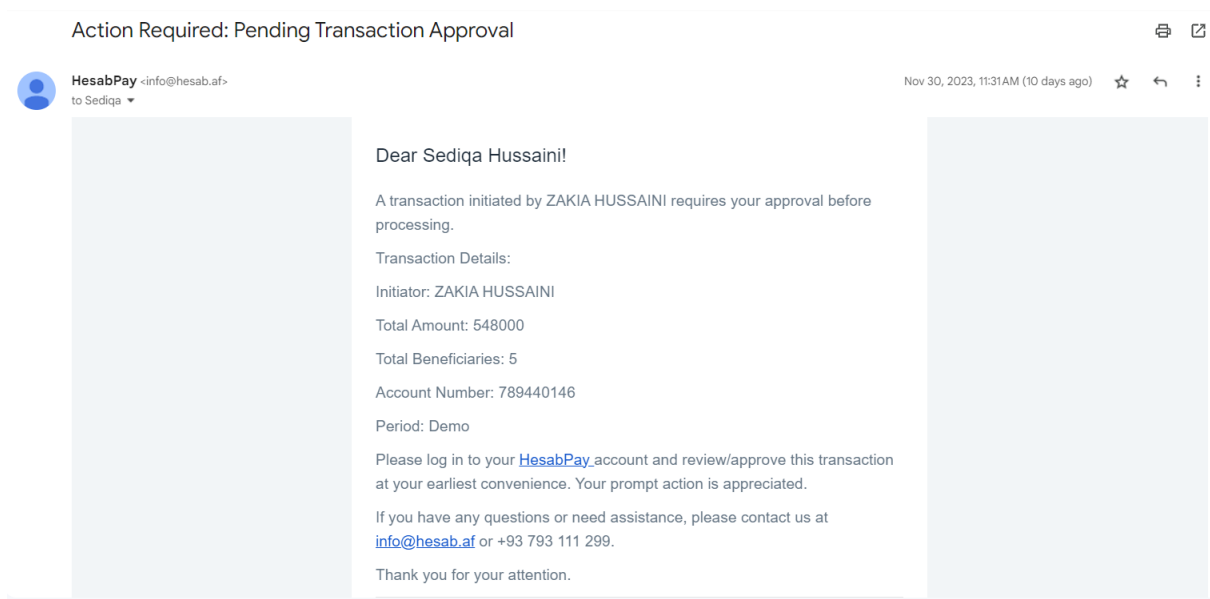 Action Required: Pending Transaction Approval
HesabPay <info@hesab.af>
Nov 30, 2023, 11:31 AM (10 days ago)
to Sediqa
Dear Sediqa Hussaini!
A transaction initiated by ZAKIA HUSSAINI requires your approval before
processing.
Transaction Details:
Initiator: ZAKIA HUSSAINI
Total Amount: 548000
Total Beneficiaries: 5
Account Number: 789440146
Period: Demo
Please log in to your HesabPay account and review/approve this transaction
at your earliest convenience. Your prompt action is appreciated.
If you have any questions or need assistance, please contact us at
info@hesab.af or +93 793 111 299.
Thank you for your attention.